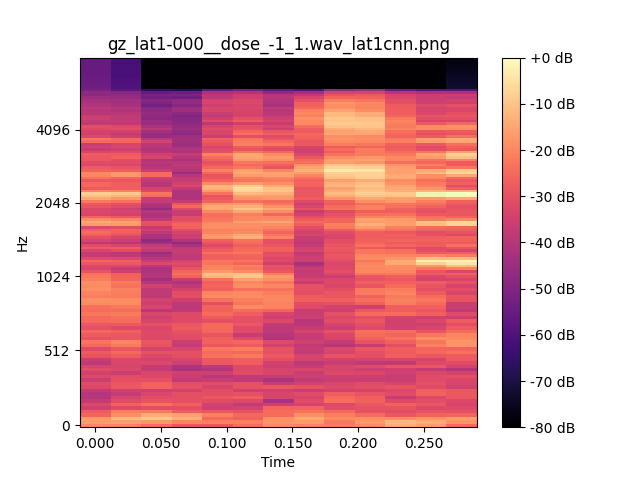 gz_lat1-000__dose_-1_1.wav_lat1cnn.png
+0 dB
4096
-10 dB
-20 dB
2048
-30 dB
Hz
-40 dB
1024
-50 dB
512
-60 dB
-70 dB
0
-80 dB
0.000 0.050 0.100 0.150 0.200 0.250
Time